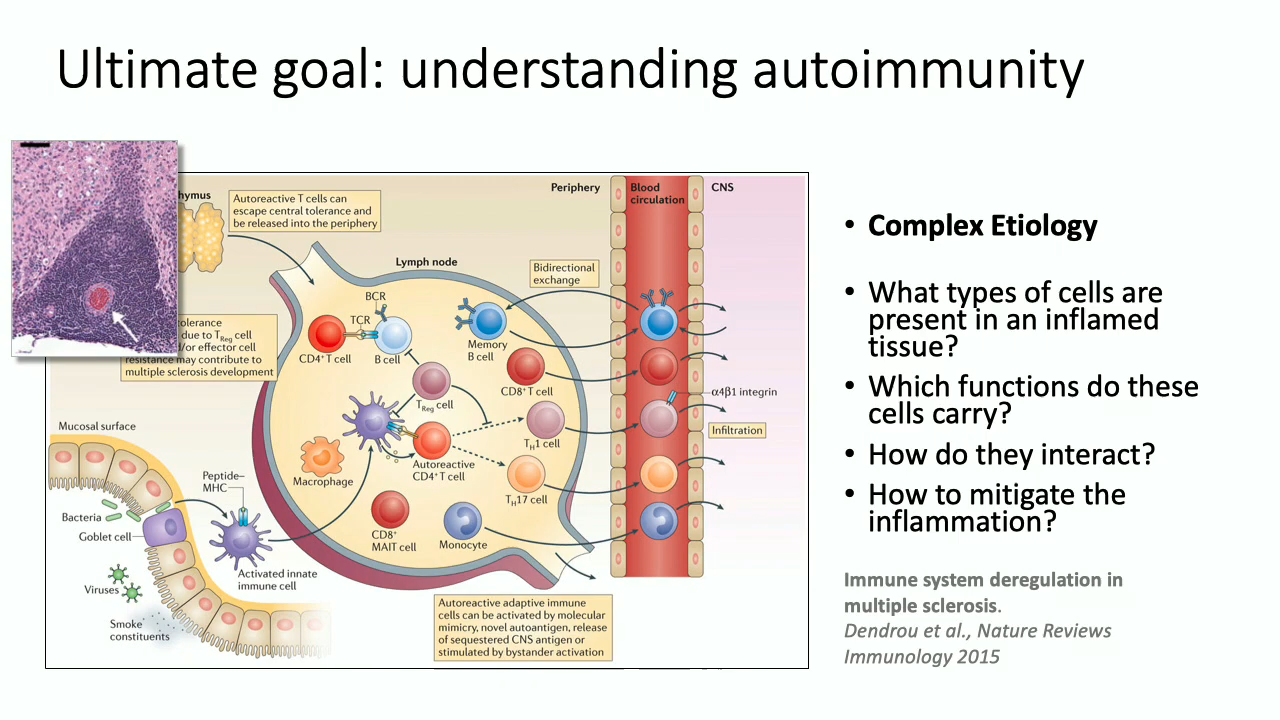 Ultimate goal: understanding autoimmunity
hymus
Autoreactive T cells can
escape central tolerance and
be released into the periphery
Periphery
Blood
circulation
CNS
Lymph node
Bidirectional
exchange
BCR
TCR
CD4+ T cell
B cell
Memory
B cell
tolerance
due to TReg cell
/or effector cell
resistance may contribute to
multiple sclerosis development
CD8+ T cell
TReg cell
α4β1 integrin
Infiltration
TH1 cell
Autoreactive
CD4+ T cell
Macrophage
TH17 cell
CD8+
MAIT cell
Monocyte
Mucosal surface
Peptide–
MHC
Bacteria
Goblet cell
Activated innate
immune cell
Viruses
Smoke
constituents
Autoreactive adaptive immune
cells can be activated by molecular
mimicry, novel autoantigen, release
of sequestered CNS antigen or
stimulated by bystander activation
• Complex Etiology
• What types of cells are
present in an inflamed
tissue?
• Which functions do these
cells carry?
• How do they interact?
• How to mitigate the
inflammation?
Immune system deregulation in
multiple sclerosis.
Dendrou et al., Nature Reviews
Immunology 2015